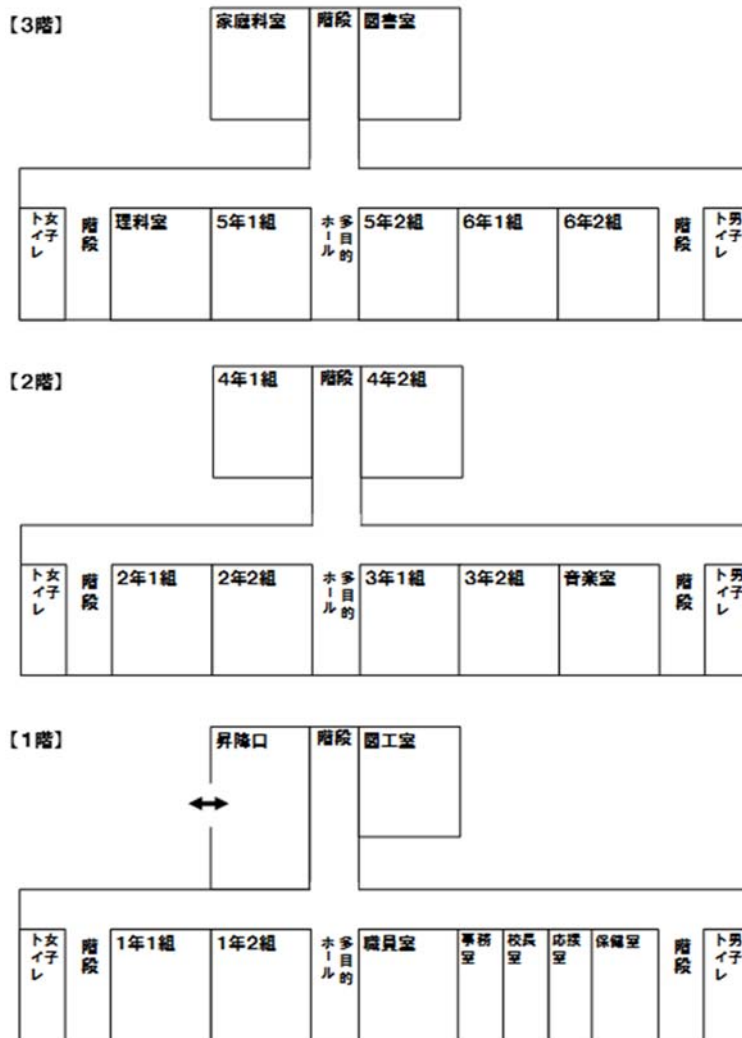 【3階】
家庭科室 階段 図書室
女子トイレ 階段 理科室 5年1組 多目的ホール 5年2組 6年1組 6年2組 階段 男子トイレ
【2階】
4年1組 階段 4年2組
女子トイレ 階段 2年1組 2年2組 多目的ホール 3年1組 3年2組 音楽室 階段 男子トイレ
【1階】
昇降口 階段 図工室
女子トイレ 階段 1年1組 1年2組 多目的ホール 職員室 事務室 校長室 応接室 保健室 階段 男子トイレ